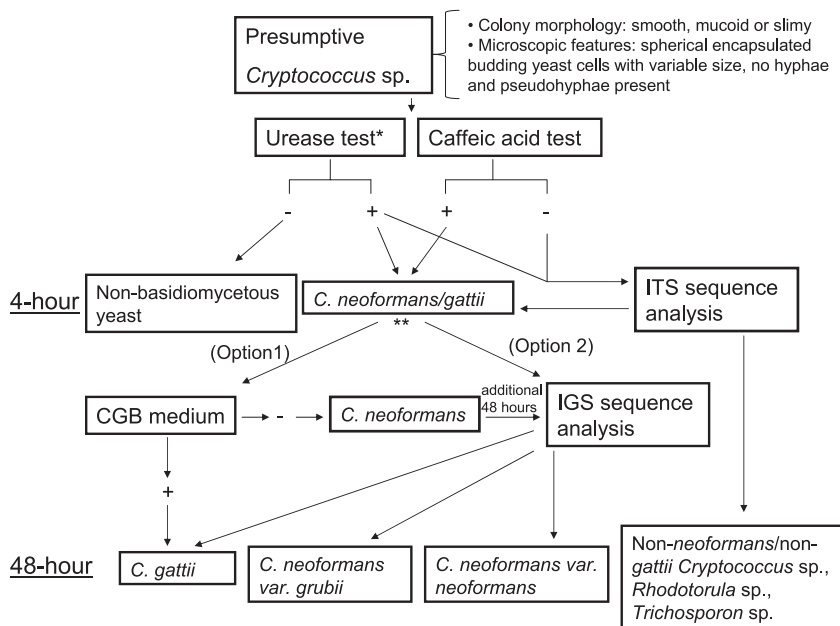 Presumptive
Cryptococcus sp.
• Colony morphology: smooth, mucoid or slimy
• Microscopic features: spherical encapsulated
budding yeast cells with variable size, no hyphae
and pseudohyphae present
Urease test*
Caffeic acid test
- + + -
4-hour
Non-basidiomycetous
yeast
C. neoformans/gattii
**
ITS sequence
analysis
(Option1)
(Option 2)
CGB medium
-
C. neoformans
additional
48 hours
IGS sequence
analysis
+
48-hour
C. gattii
C. neoformans
var. grubii
C. neoformans var.
neoformans
Non-neoformans/non-
gattii Cryptococcus sp.,
Rhodotorula sp.,
Trichosporon sp.